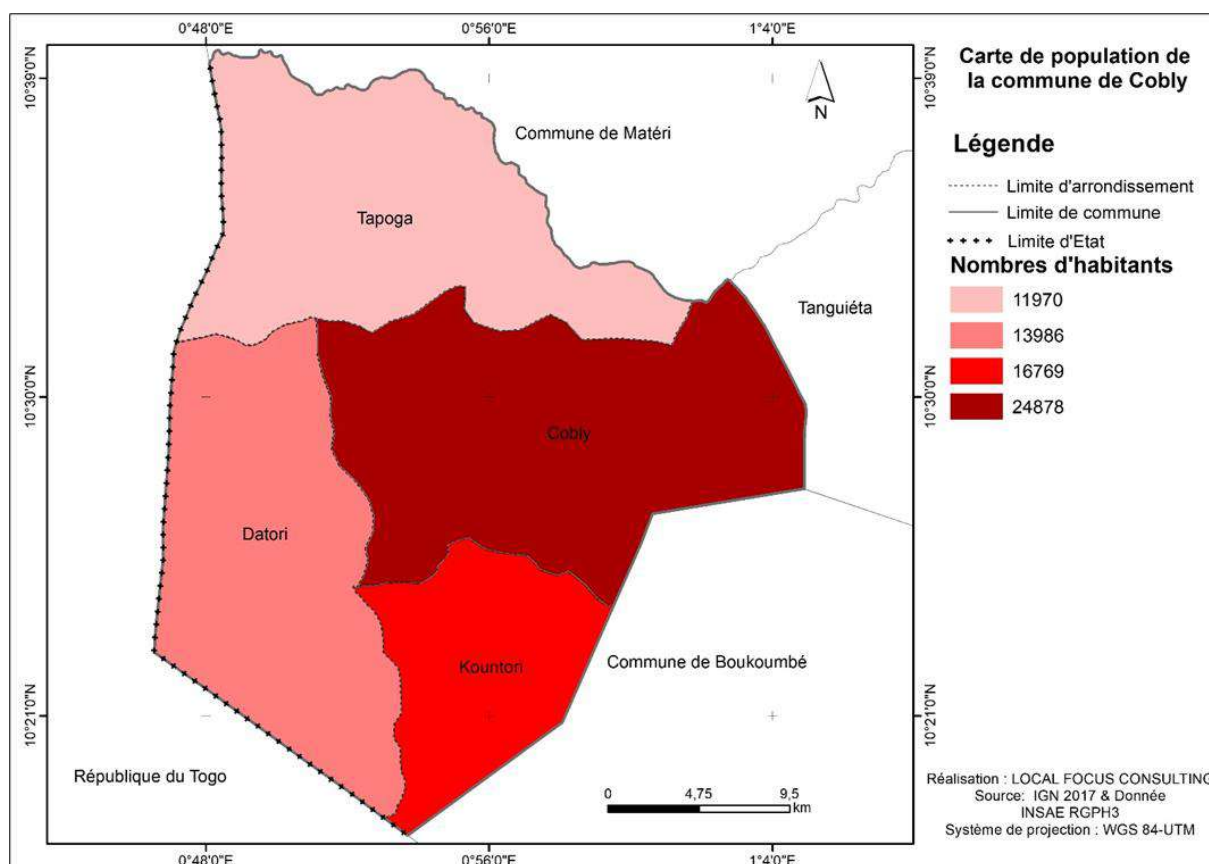 0°48'0"E
0°56'0"E
1°4'0"E
10°39'0"N
10°39'0"N
10°30'0"N
10°30'0"N
10°21'0"N
10°21'0"N
0°48'0"E
0°56'0"E
1°4'0"E
N
Commune de Matéri
Tapoga
Tanguiéta
Cobly
Datori
Kountori
Commune de Boukoumbé
République du Togo
0
4,75
9,5
km
Carte de population de
la commune de Cobly
Légende
Limite d'arrondissement
Limite de commune
Limite d'Etat
Nombres d'habitants
11970
13986
16769
24878
Réalisation : LOCAL FOCUS CONSULTING
Source: IGN 2017 & Donnée
INSAE RGPH3
Système de projection : WGS 84-UTM